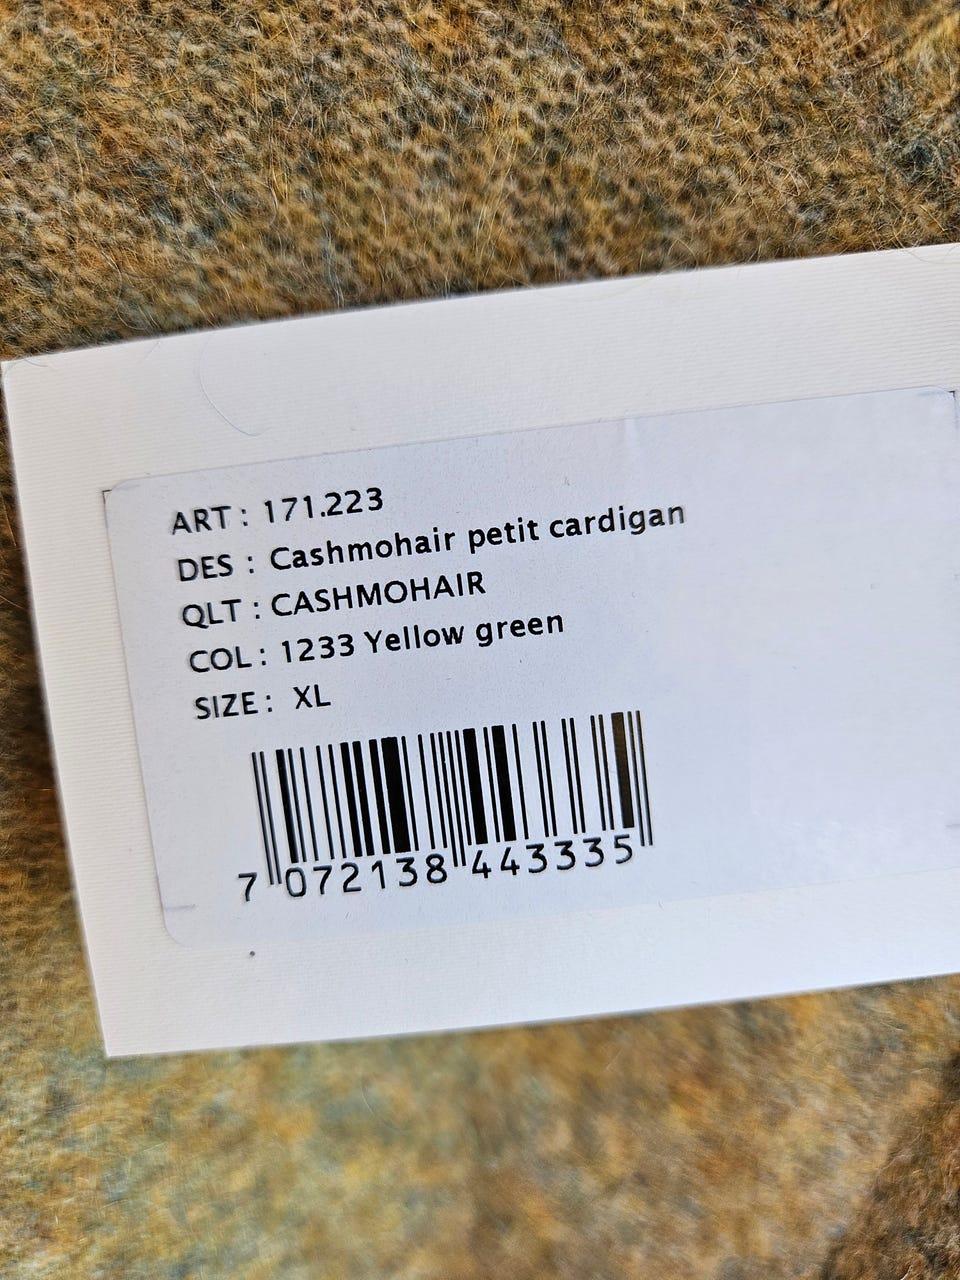 ART : 171.223
DES : Cashmohair petit cardigan
QLT : CASHMOHAIR
COL : 1233 Yellow green
SIZE : XL
7 072138 443335